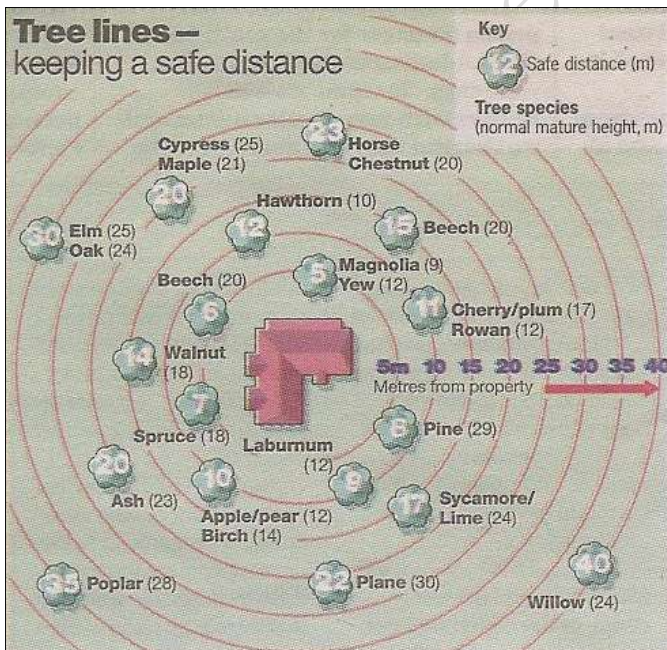 Tree lines –
keeping a safe distance
Key
12 Safe distance (m)
Tree species
(normal mature height, m)
23
Horse
Chestnut (20)
Cypress (25)
Maple (21)
20
Hawthorn (10)
12
15
Beech (20)
30
Elm (25)
Oak (24)
5
Magnolia (9)
Yew (12)
Beech (20)
6
11
Cherry/plum (17)
Rowan (12)
14
Walnut
(18)
5m 10 15 20 25 30 35 40
Metres from property
7
Spruce (18)
Laburnum
(12)
8
Pine (29)
20
Ash (23)
10
Apple/pear (12)
Birch (14)
9
17
Sycamore/
Lime (24)
35
Poplar (28)
22
Plane (30)
40
Willow (24)